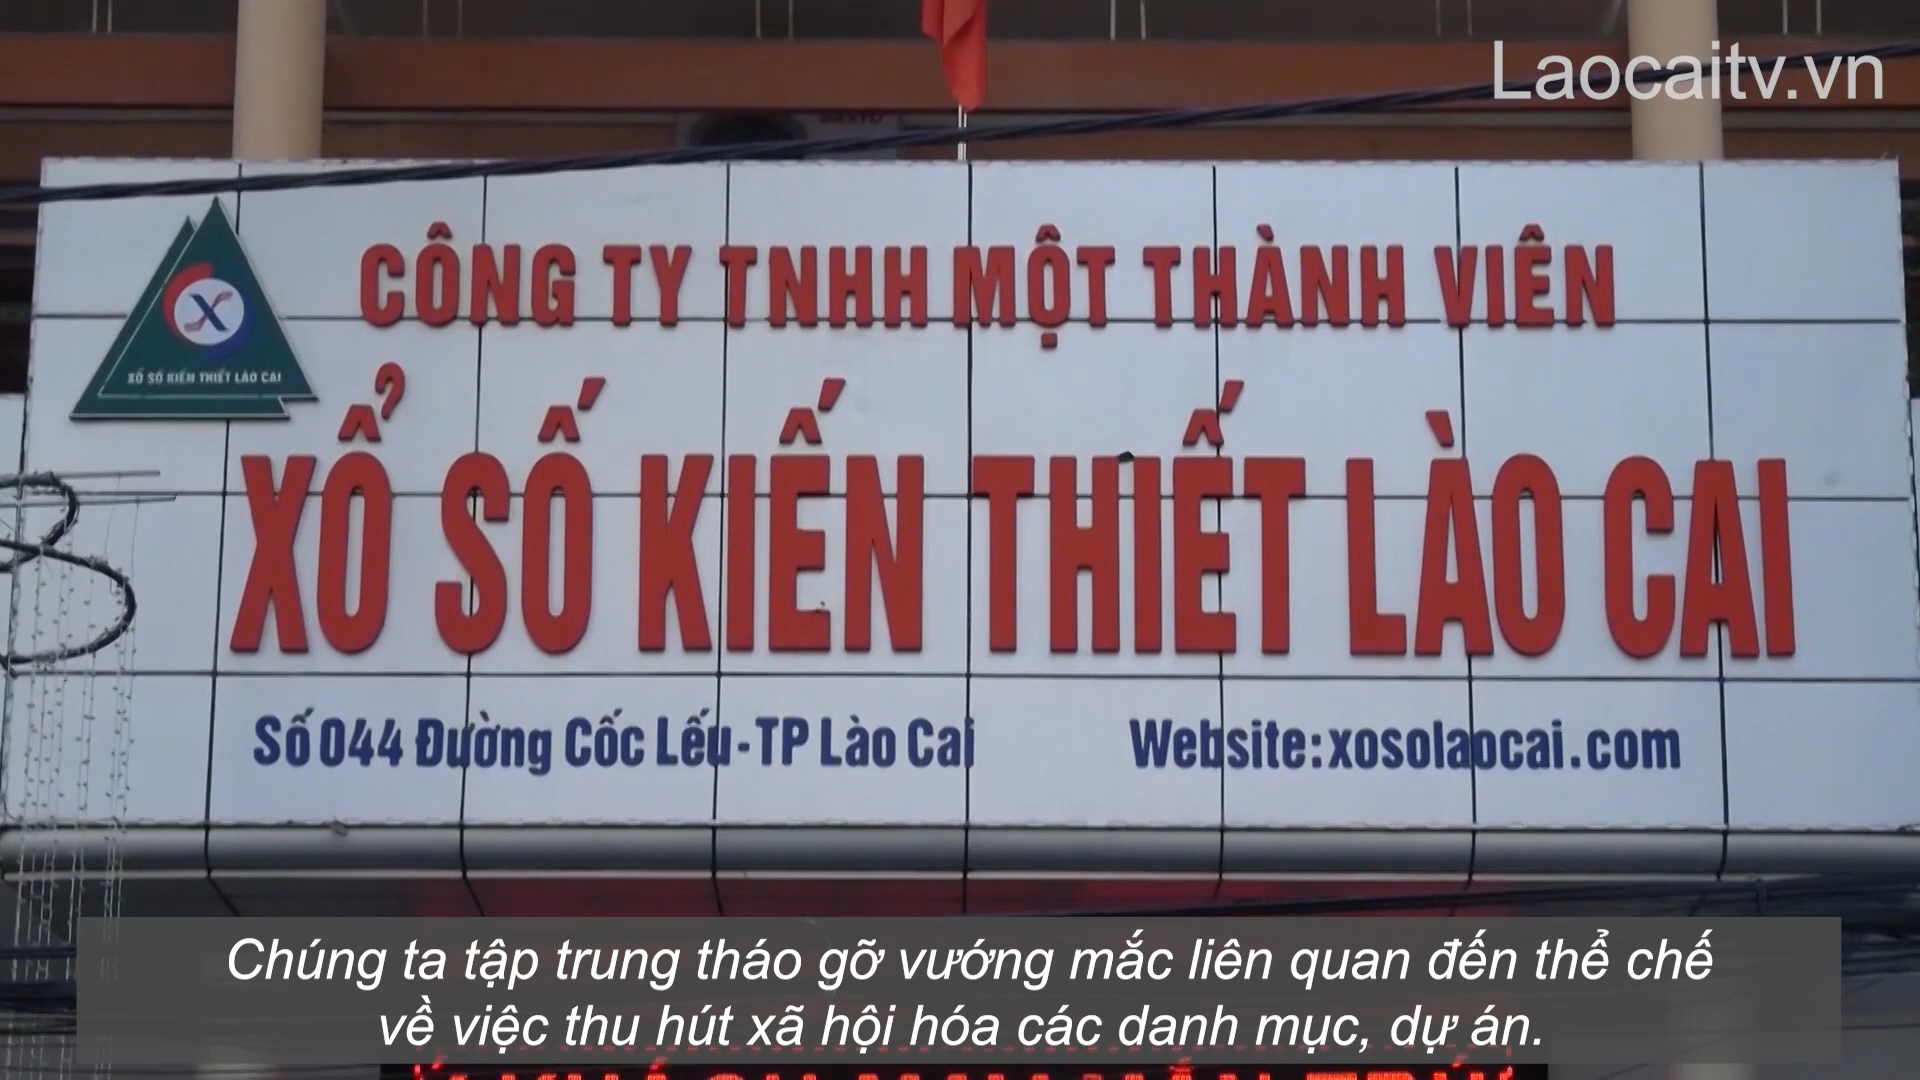 Laocaitv.vn
SANYO
CÔNG TY TNHH MỘT THÀNH VIÊN
X
XỔ SỐ KIẾN THIẾT LÀO CAI
XỔ SỐ KIẾN THIẾT LÀO CAI
Số 044 Đường Cốc Lếu-TP Lào Cai
Website:xosolaocai.com
Chúng ta tập trung tháo gỡ vướng mắc liên quan đến thể chế
về việc thu hút xã hội hóa các danh mục, dự án.